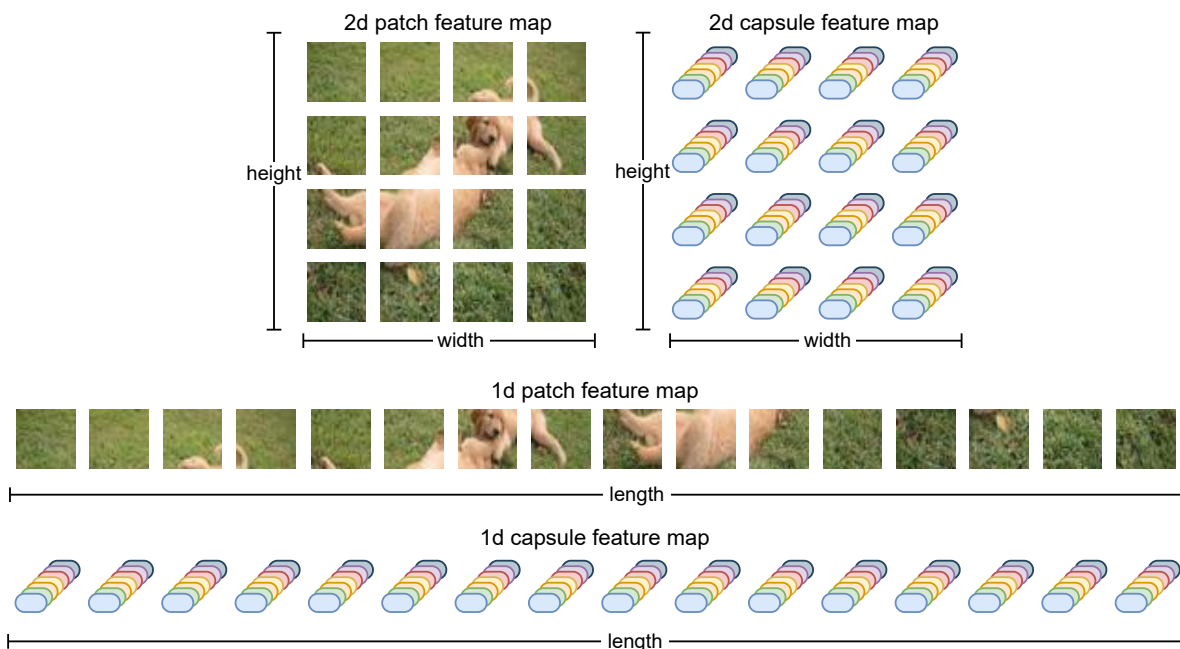 2d patch feature map
2d capsule feature map
height
height
width
width
1d patch feature map
length
1d capsule feature map
length